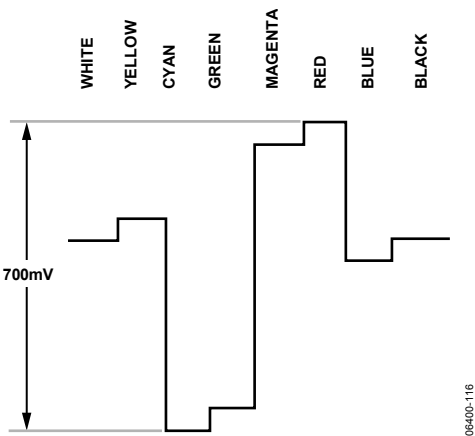 WHITE
YELLOW
CYAN
GREEN
MAGENTA
RED
BLUE
BLACK
700mV
06400-116